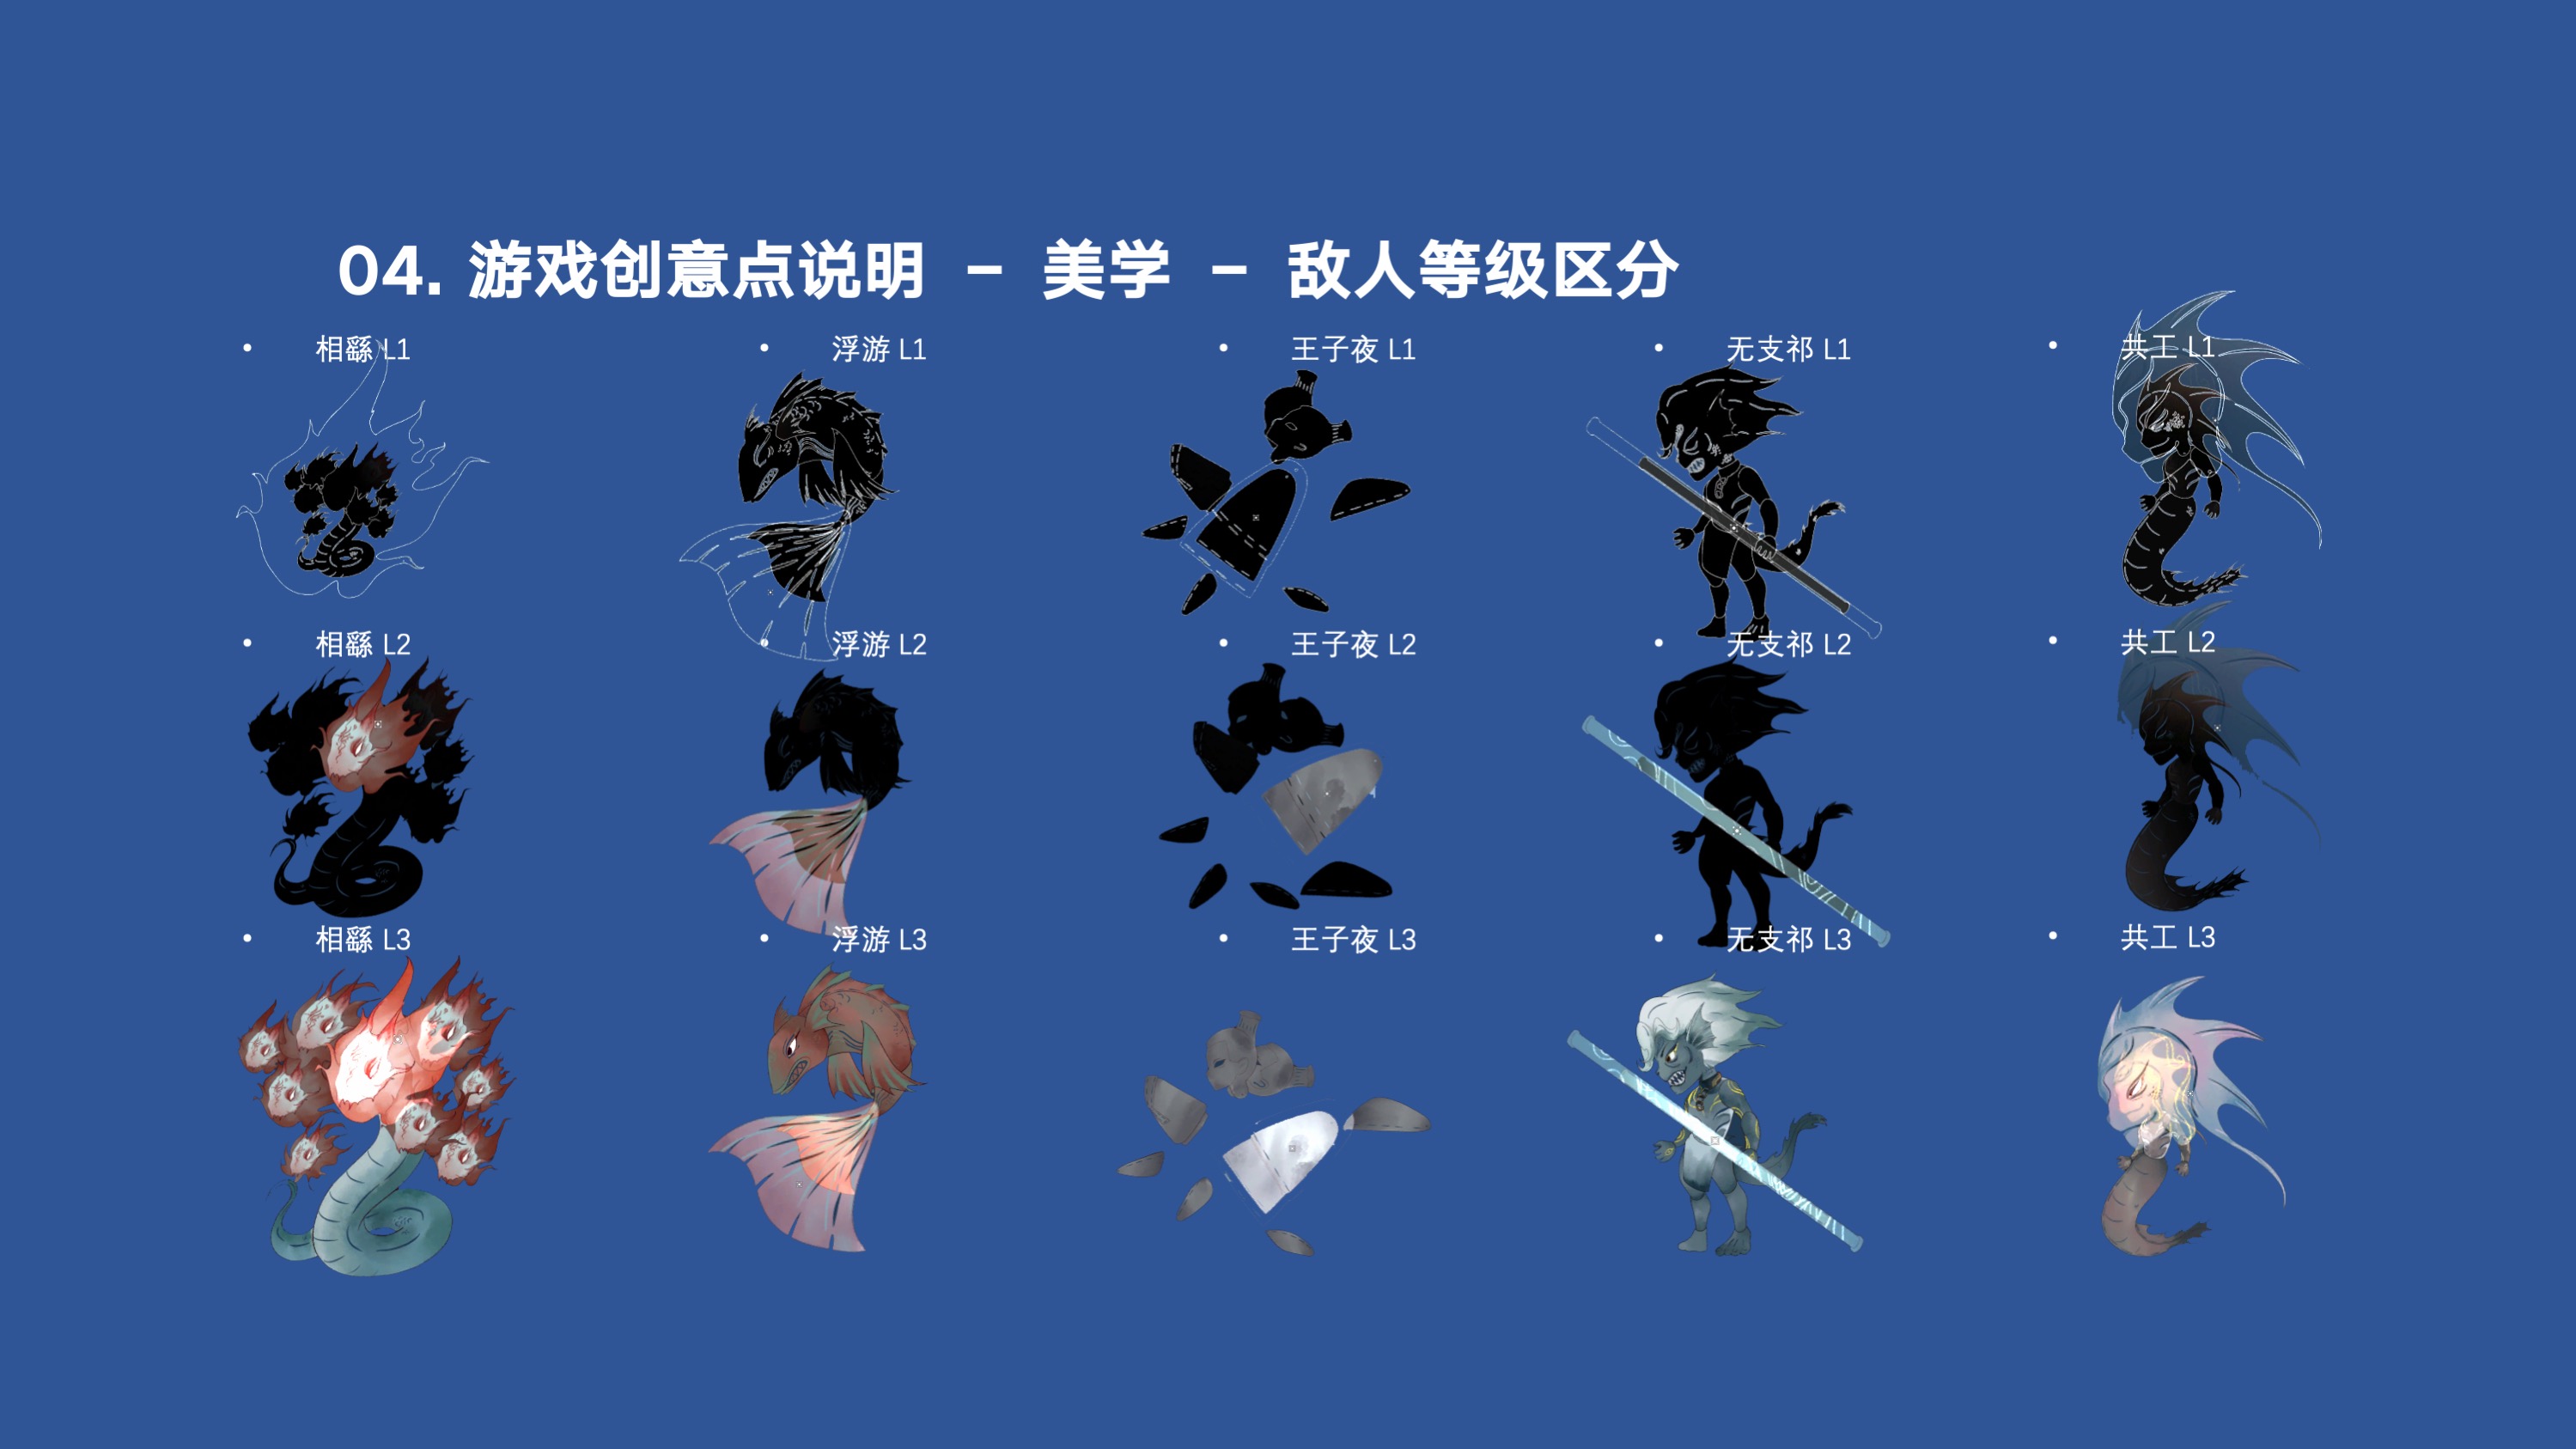 04. 游戏创意点说明 － 美学 － 敌人等级区分
• 相繇 L1
• 浮游 L1
• 王子夜 L1
• 无支祁 L1
• 共工 L1
• 相繇 L2
• 浮游 L2
• 王子夜 L2
• 无支祁 L2
• 共工 L2
• 相繇 L3
• 浮游 L3
• 王子夜 L3
• 无支祁 L3
• 共工 L3